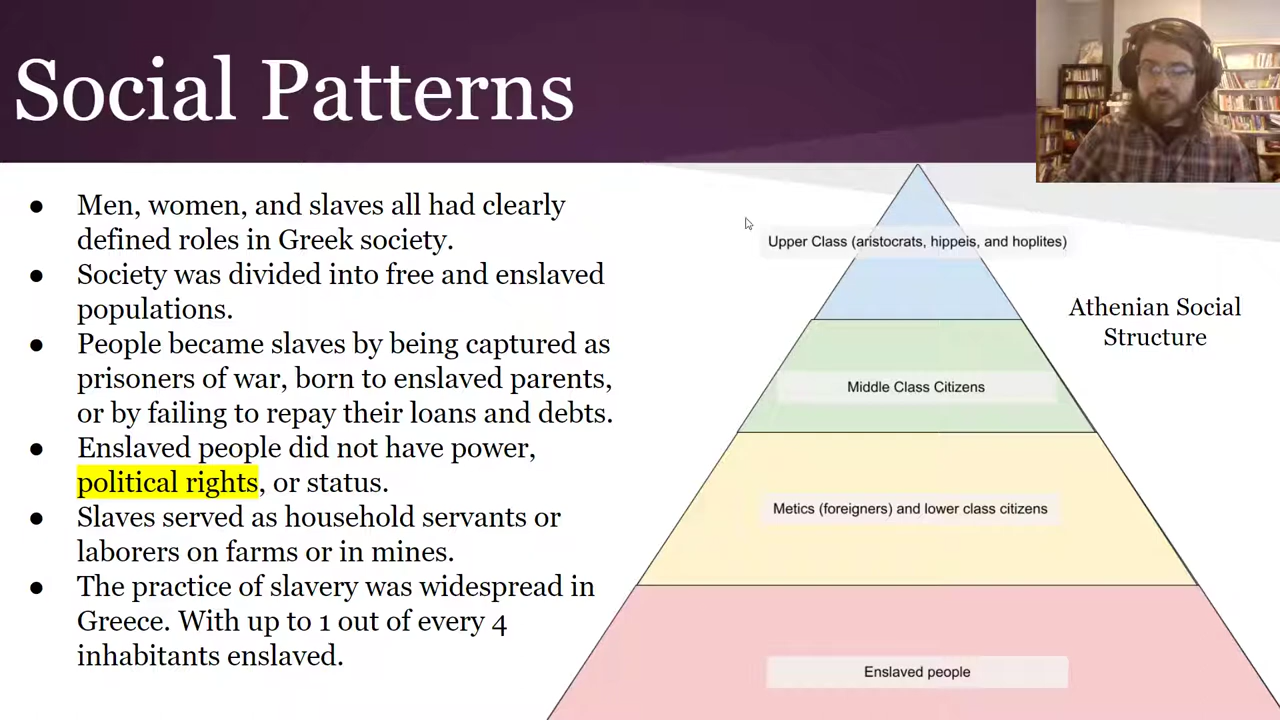 Social Patterns
● Men, women, and slaves all had clearly
defined roles in Greek society.
● Society was divided into free and enslaved
populations.
● People became slaves by being captured as
prisoners of war, born to enslaved parents,
or by failing to repay their loans and debts.
● Enslaved people did not have power,
political rights, or status.
● Slaves served as household servants or
laborers on farms or in mines.
● The practice of slavery was widespread in
Greece. With up to 1 out of every 4
inhabitants enslaved.
Upper Class (aristocrats, hippeis, and hoplites)
Athenian Social
Structure
Middle Class Citizens
Metics (foreigners) and lower class citizens
Enslaved people